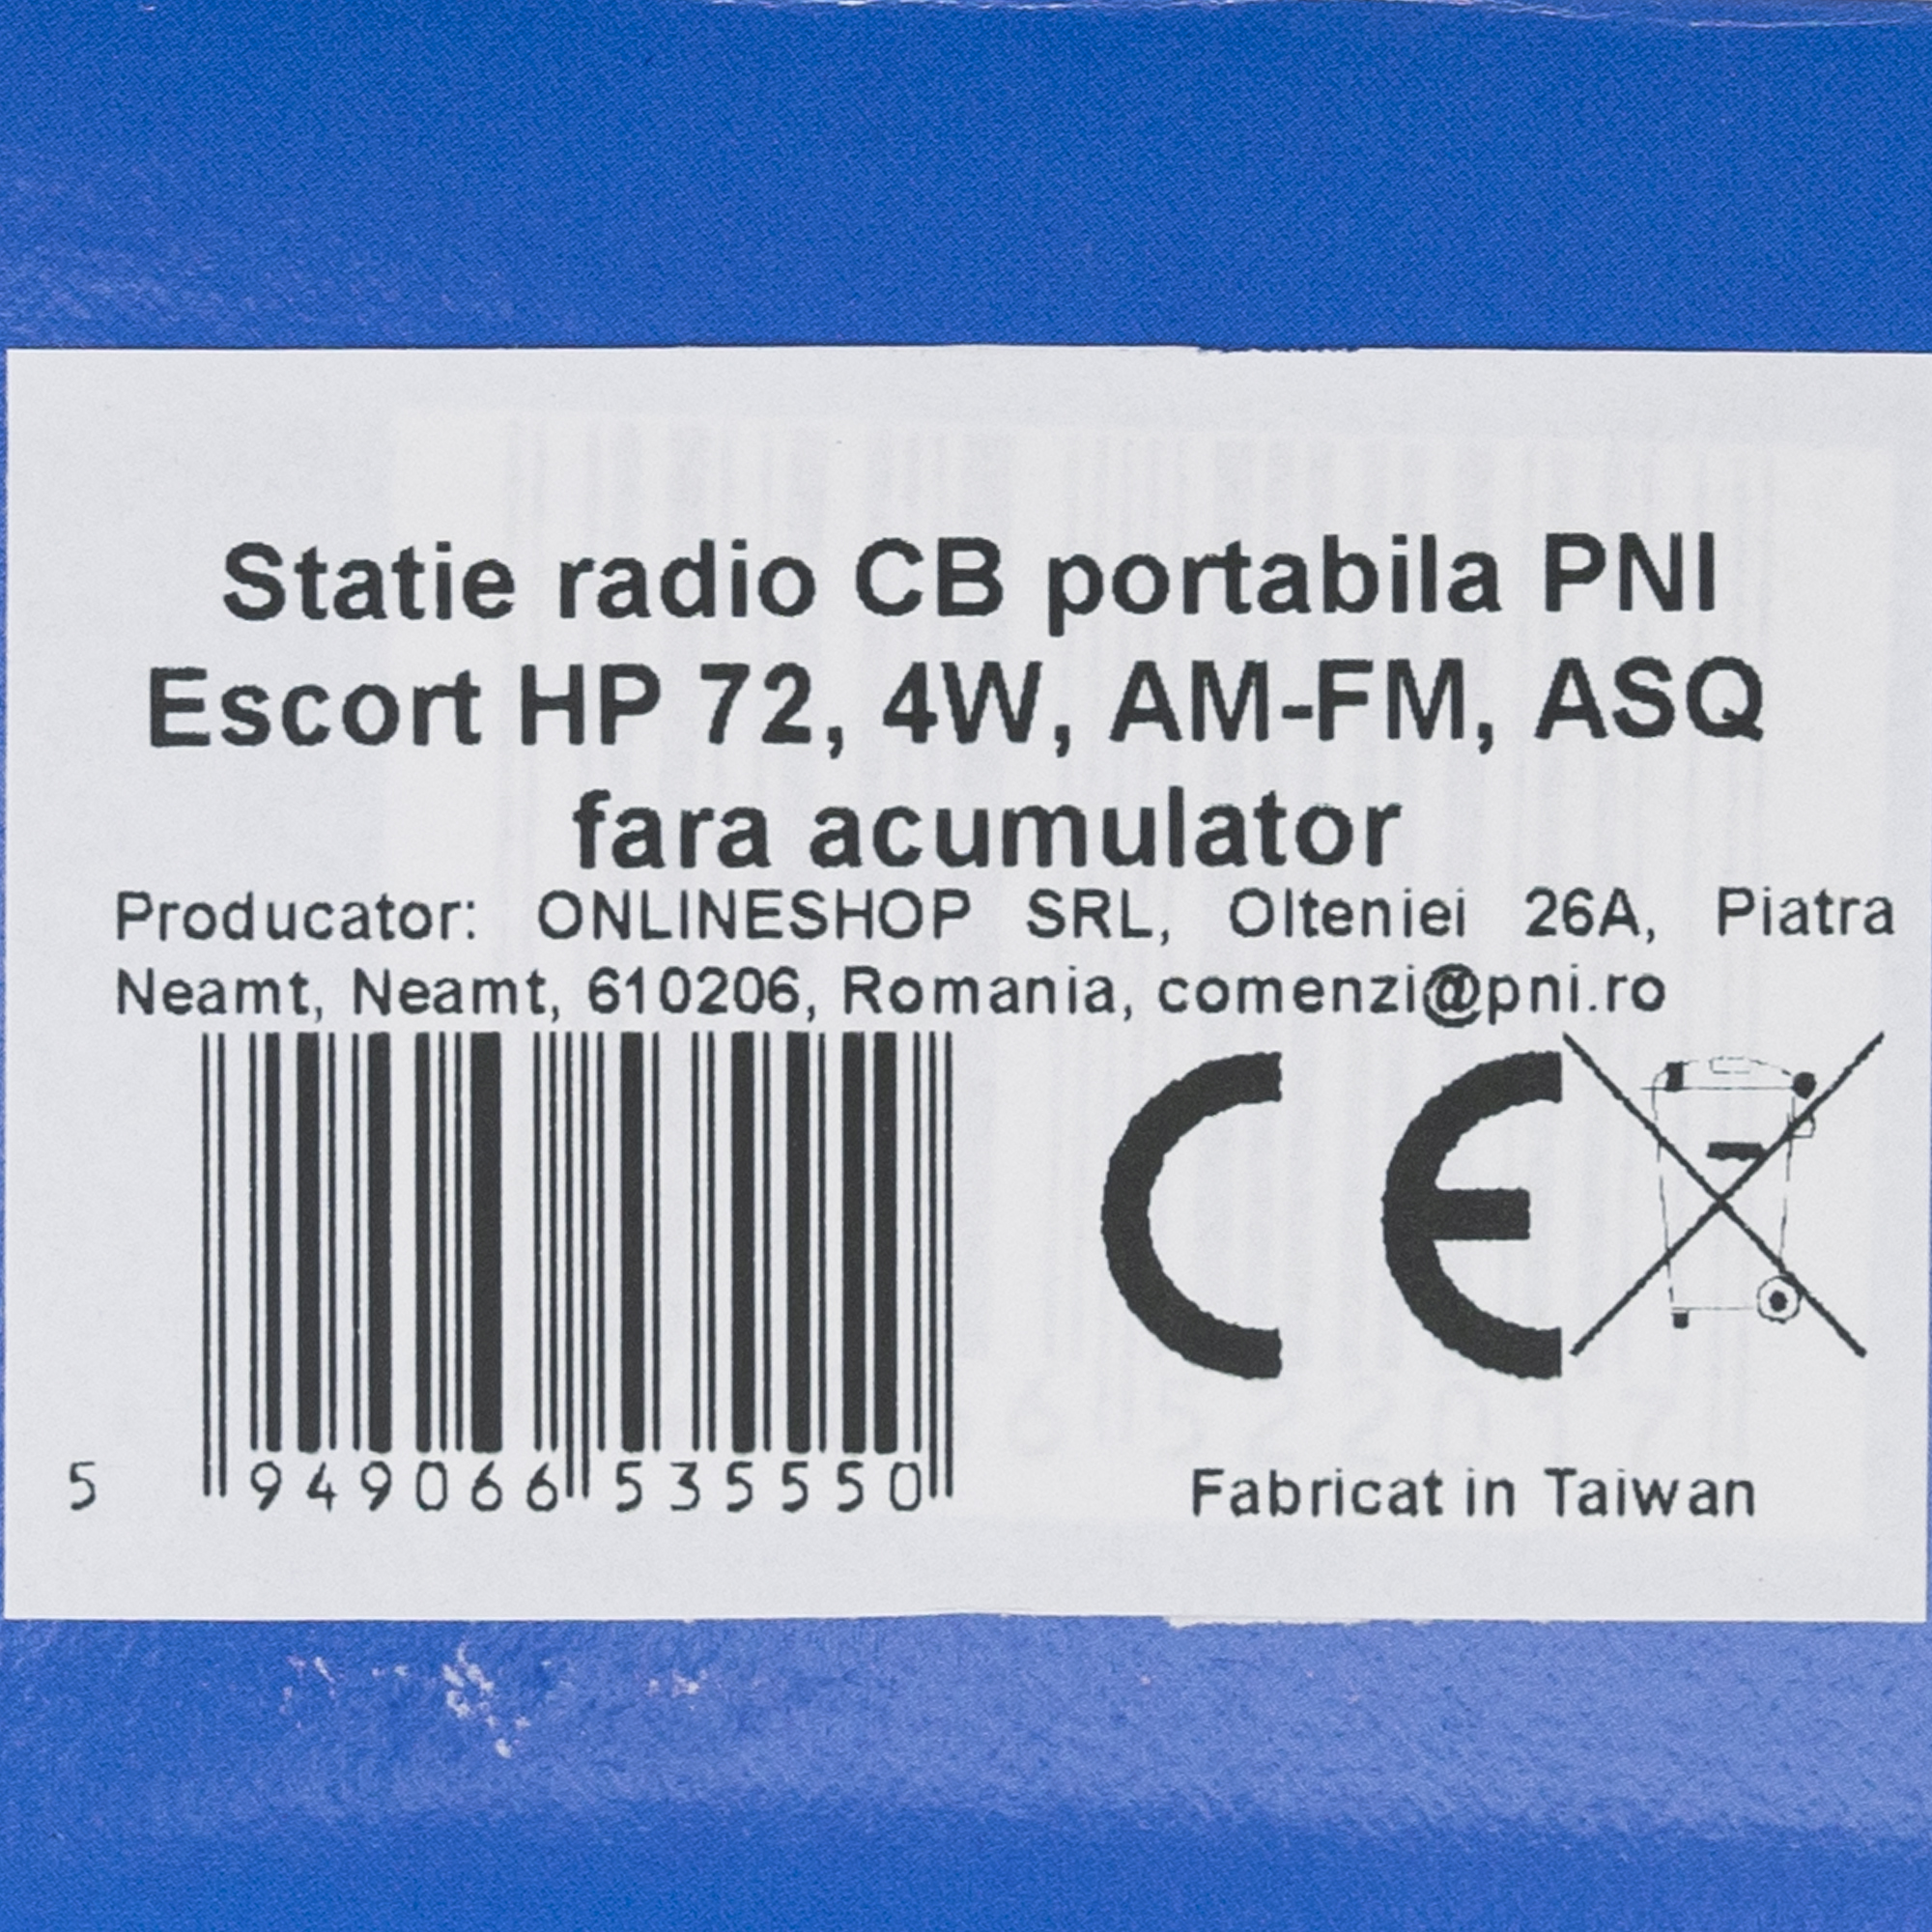 Statie radio CB portabila PNI
Escort HP 72, 4W, AM-FM, ASQ
fara acumulator
Producator: ONLINESHOP SRL, Olteniei 26A, Piatra
Neamt, Neamt, 610206, Romania, comenzi@pni.ro
CE
5 949066 535550
Fabricat in Taiwan